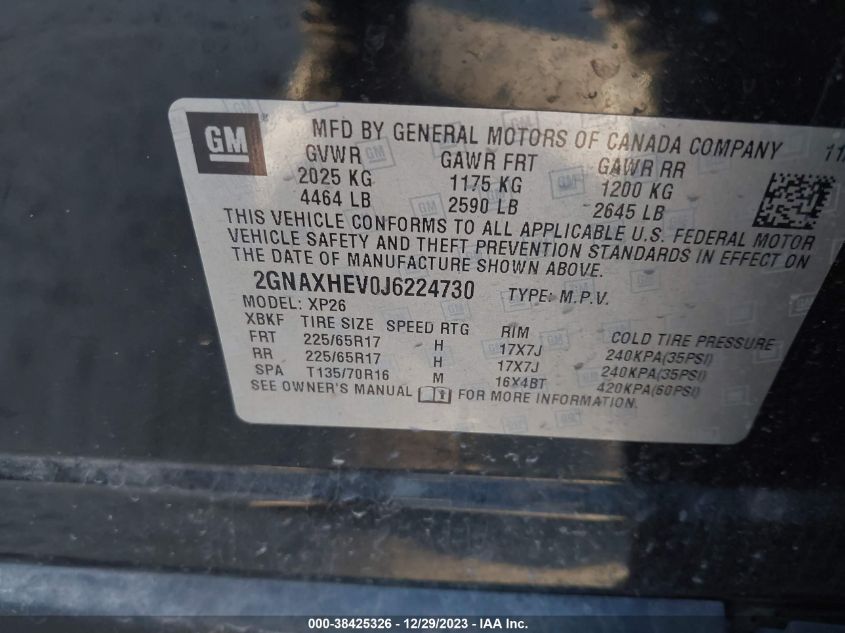 GM ® MFD BY GENERAL MOTORS OF CANADA COMPANY
GVWR GAWR FRT GAWR RR
2025 KG 1175 KG 1200 KG
4464 LB 2590 LB 2645 LB
THIS VEHICLE CONFORMS TO ALL APPLICABLE U.S. FEDERAL MOTOR
VEHICLE SAFETY AND THEFT PREVENTION STANDARDS IN EFFECT ON
THE DATE OF MANUFACTURE SHOWN ABOVE.
2GNAXHEV0J6224730 TYPE: M.P.V.
MODEL: XP26
XBKF TIRE SIZE SPEED RTG RIM COLD TIRE PRESSURE
FRT 225/65R17 H 17X7J 240KPA(35PSI)
RR 225/65R17 H 17X7J 240KPA(35PSI)
SPA T135/70R16 M 16X4BT 420KPA(60PSI)
SEE OWNER'S MANUAL FOR MORE INFORMATION.
000-38425326 - 12/29/2023 - IAA Inc.